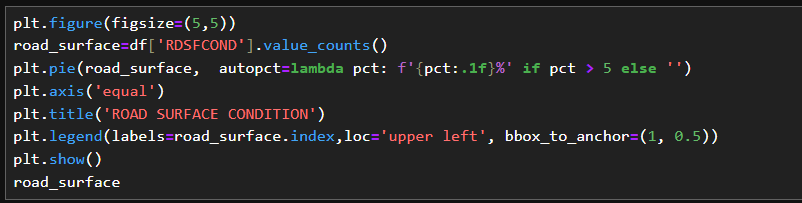 plt.figure(figsize=(5,5))
road_surface=df['RDSFCOND'].value_counts()
plt.pie(road_surface,  autopct=lambda pct: f'{pct:.1f}%' if pct > 5 else '')
plt.axis('equal')
plt.title('ROAD SURFACE CONDITION')
plt.legend(labels=road_surface.index,loc='upper left', bbox_to_anchor=(1, 0.5))
plt.show()
road_surface